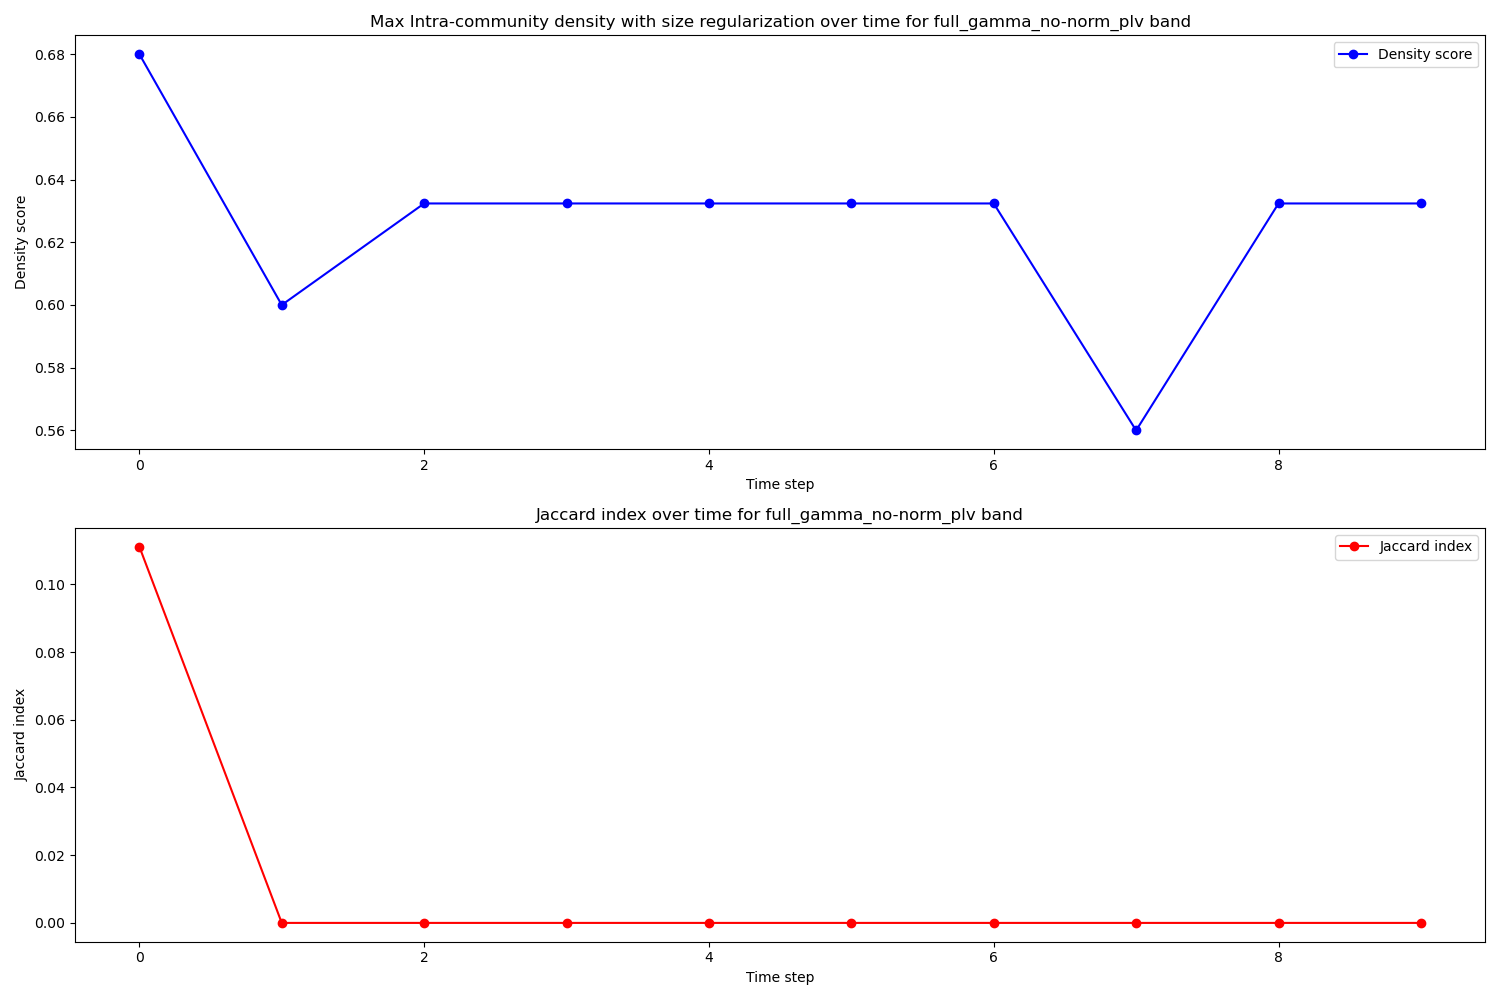 Max Intra-community density with size regularization over time for full_gamma_no-norm_plv band
Density score
0.68
0.66
0.64
0.62
0.60
0.58
0.56
Density score
0
2
4
6
8
Time step
Jaccard index over time for full_gamma_no-norm_plv band
Jaccard index
0.10
0.08
0.06
0.04
0.02
0.00
Jaccard index
0
2
4
6
8
Time step